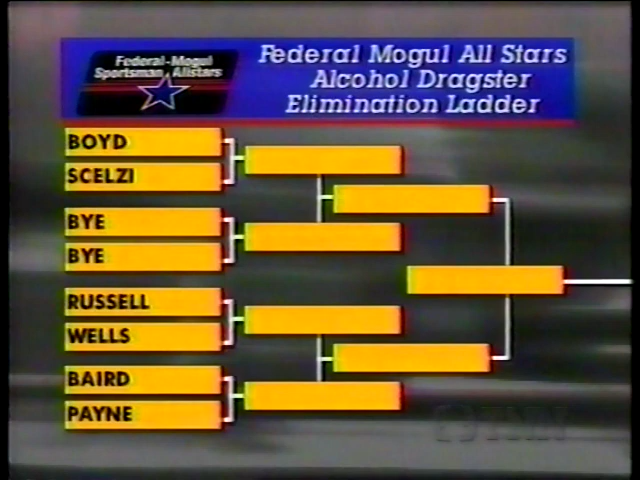 Federal-Mogul
Sportsman Allstars
Federal Mogul All Stars
Alcohol Dragster
Elimination Ladder
BOYD
SCELZI
BYE
BYE
RUSSELL
WELLS
BAIRD
PAYNE
TNN